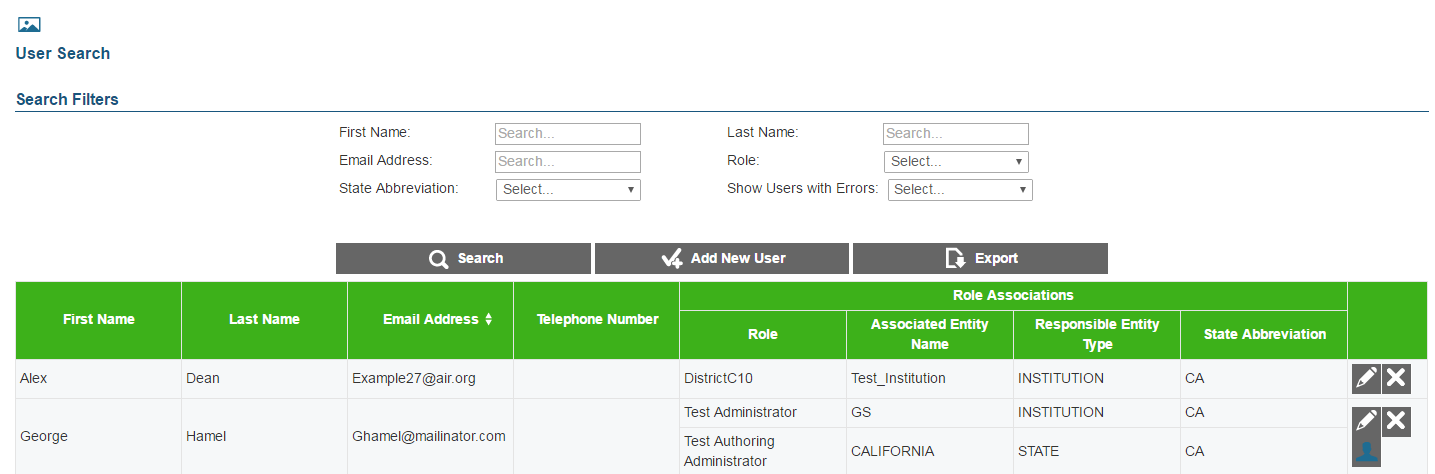 User Search
Search Filters
First Name: Search... Last Name: Search...
Email Address: Search... Role: Select...
State Abbreviation: Select... Show Users with Errors: Select...
Search Add New User Export
Role Associations
First Name Last Name Email Address Telephone Number Role Associated Entity Name Responsible Entity Type State Abbreviation
Alex Dean Example27@air.org DistrictC10 Test_Institution INSTITUTION CA
George Hamel Ghamel@mailinator.com Test Administrator GS INSTITUTION CA
Test Authoring Administrator CALIFORNIA STATE CA